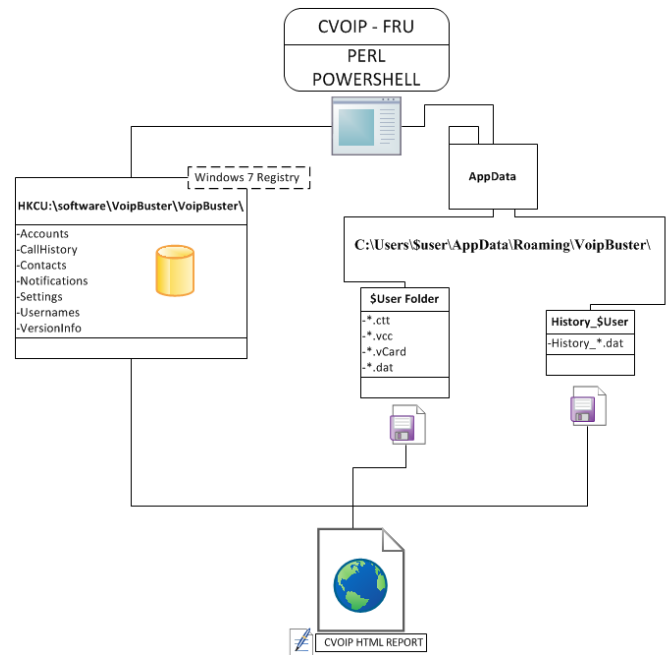 CVOIP - FRU
PERL
POWERSHELL
Windows 7 Registry
HKCU:\software\VoipBuster\VoipBuster\
-Accounts
-CallHistory
-Contacts
-Notifications
-Settings
-Usernames
-VersionInfo
AppData
C:\Users\$user\AppData\Roaming\VoipBuster\
$User Folder
-*.ctt
-*.vcc
-*.vCard
-*.dat
History_$User
-History_*.dat
CVOIP HTML REPORT